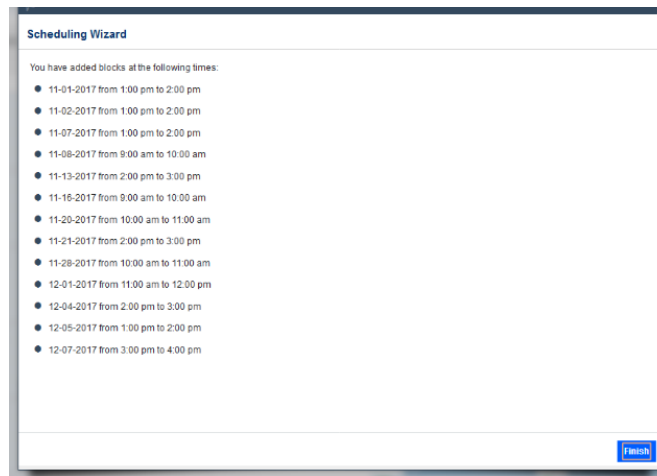 Scheduling Wizard
You have added blocks at the following times:
11-01-2017 from 1:00 pm to 2:00 pm
11-02-2017 from 1:00 pm to 2:00 pm
11-07-2017 from 1:00 pm to 2:00 pm
11-08-2017 from 9:00 am to 10:00 am
11-13-2017 from 2:00 pm to 3:00 pm
11-16-2017 from 9:00 am to 10:00 am
11-20-2017 from 10:00 am to 11:00 am
11-21-2017 from 2:00 pm to 3:00 pm
11-28-2017 from 10:00 am to 11:00 am
12-01-2017 from 11:00 am to 12:00 pm
12-04-2017 from 2:00 pm to 3:00 pm
12-05-2017 from 1:00 pm to 2:00 pm
12-07-2017 from 3:00 pm to 4:00 pm
Finish